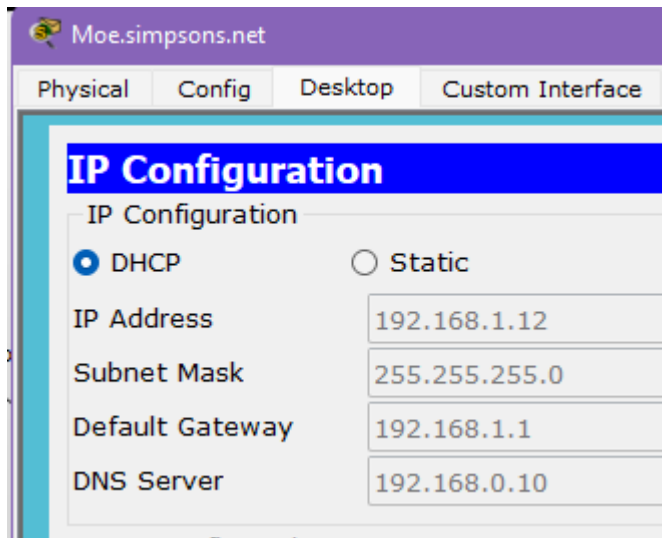 Moe.simpsons.net
Physical Config Desktop Custom Interface
IP Configuration
IP Configuration
DHCP Static
IP Address 192.168.1.12
Subnet Mask 255.255.255.0
Default Gateway 192.168.1.1
DNS Server 192.168.0.10